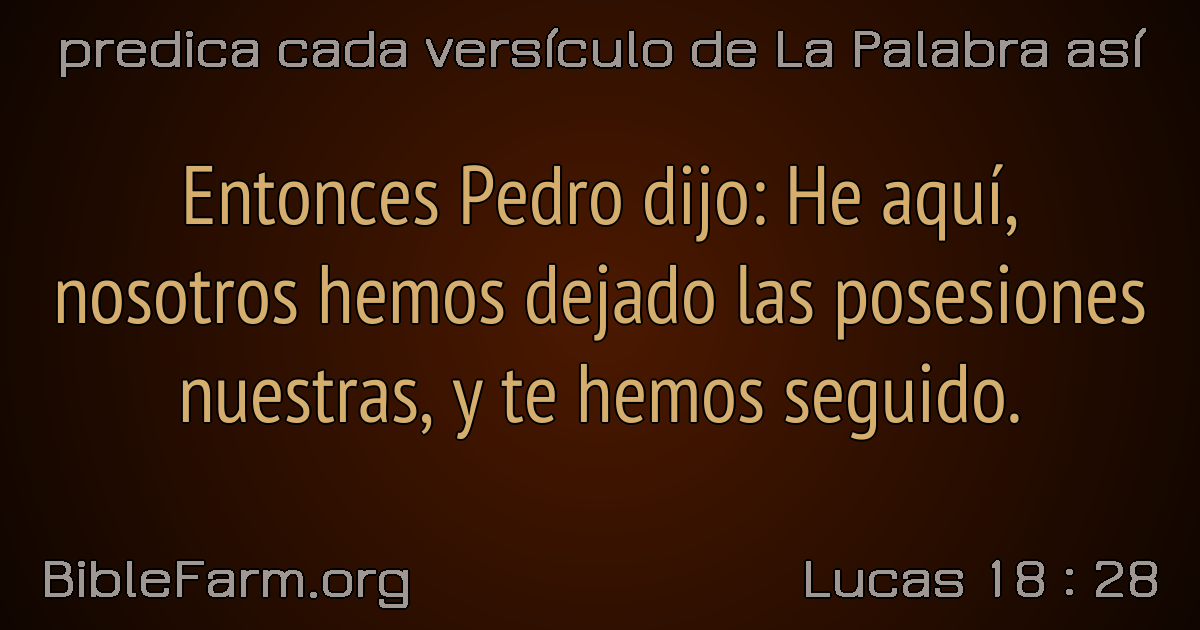 predica cada versículo de La Palabra así
Entonces Pedro dijo: He aquí,
nosotros hemos dejado las posesiones
nuestras, y te hemos seguido.
BibleFarm.org
Lucas 18 : 28